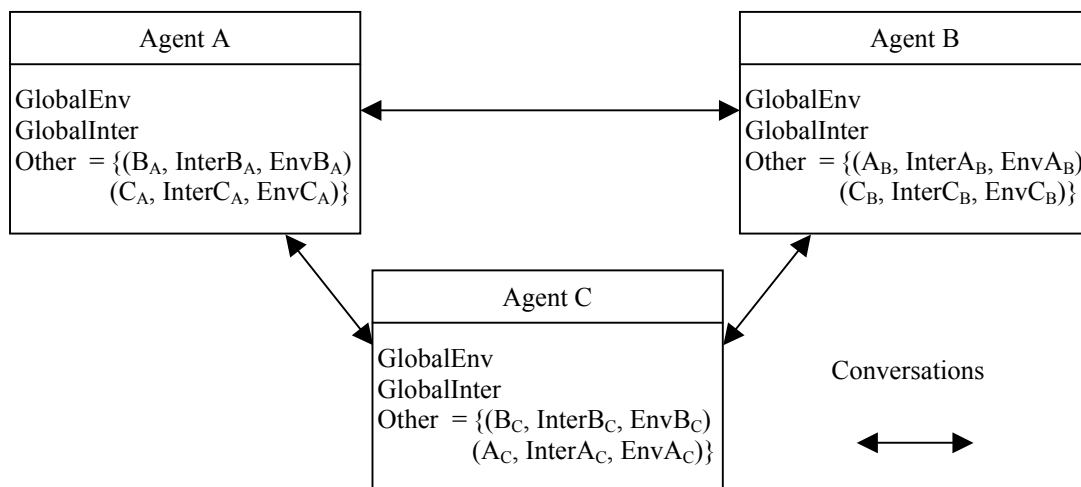 Agent A
GlobalEnv
GlobalInter
Other = {(B_A, InterB_A, EnvB_A)
(C_A, InterC_A, EnvC_A)}
Agent B
GlobalEnv
GlobalInter
Other = {(A_B, InterA_B, EnvA_B)
(C_B, InterC_B, EnvC_B)}
Agent C
GlobalEnv
GlobalInter
Other = {(B_C, InterB_C, EnvB_C)
(A_C, InterA_C, EnvA_C)}
Conversations